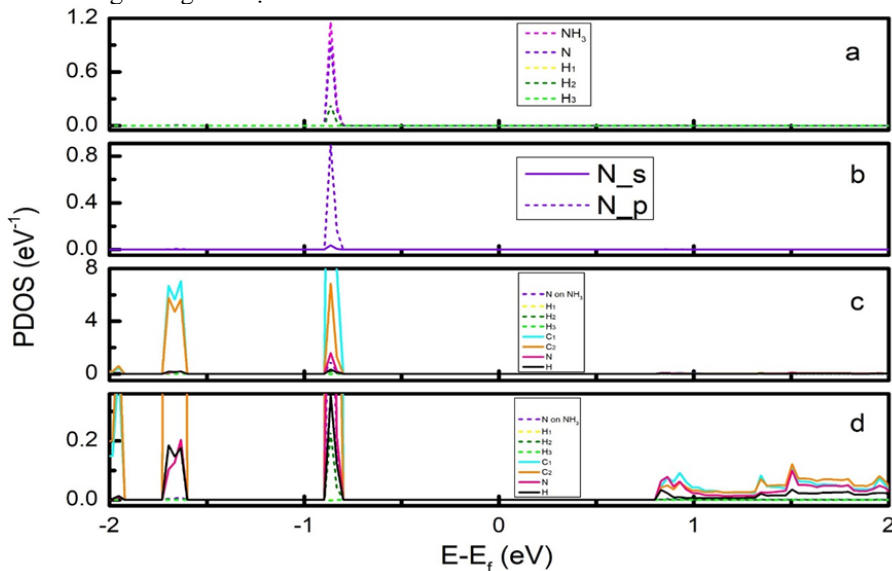 1.2
0.6
0.0
NH3
N
H1
H2
H3
a
0.8
0.4
0.0
N_s
N_p
b
8
4
0
N on NH3
H1
H2
H3
C1
C2
N
H
c
0.2
0.0
N on NH3
H1
H2
H3
C1
C2
N
H
d
-2
-1
0
1
2
PDOS (eV-1)
E-Ef (eV)